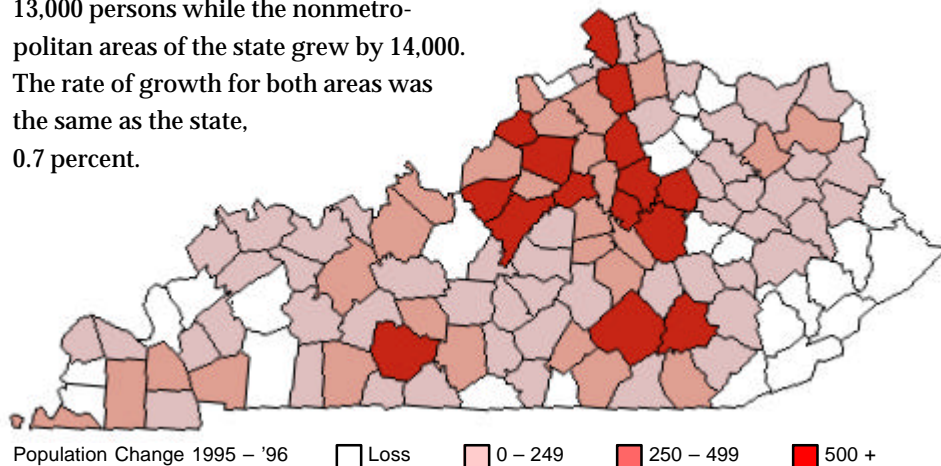 13,000 persons while the nonmetro-
politan areas of the state grew by 14,000.
The rate of growth for both areas was
the same as the state,
0.7 percent.
Population Change 1995 – '96 Loss 0 – 249 250 – 499 500 +